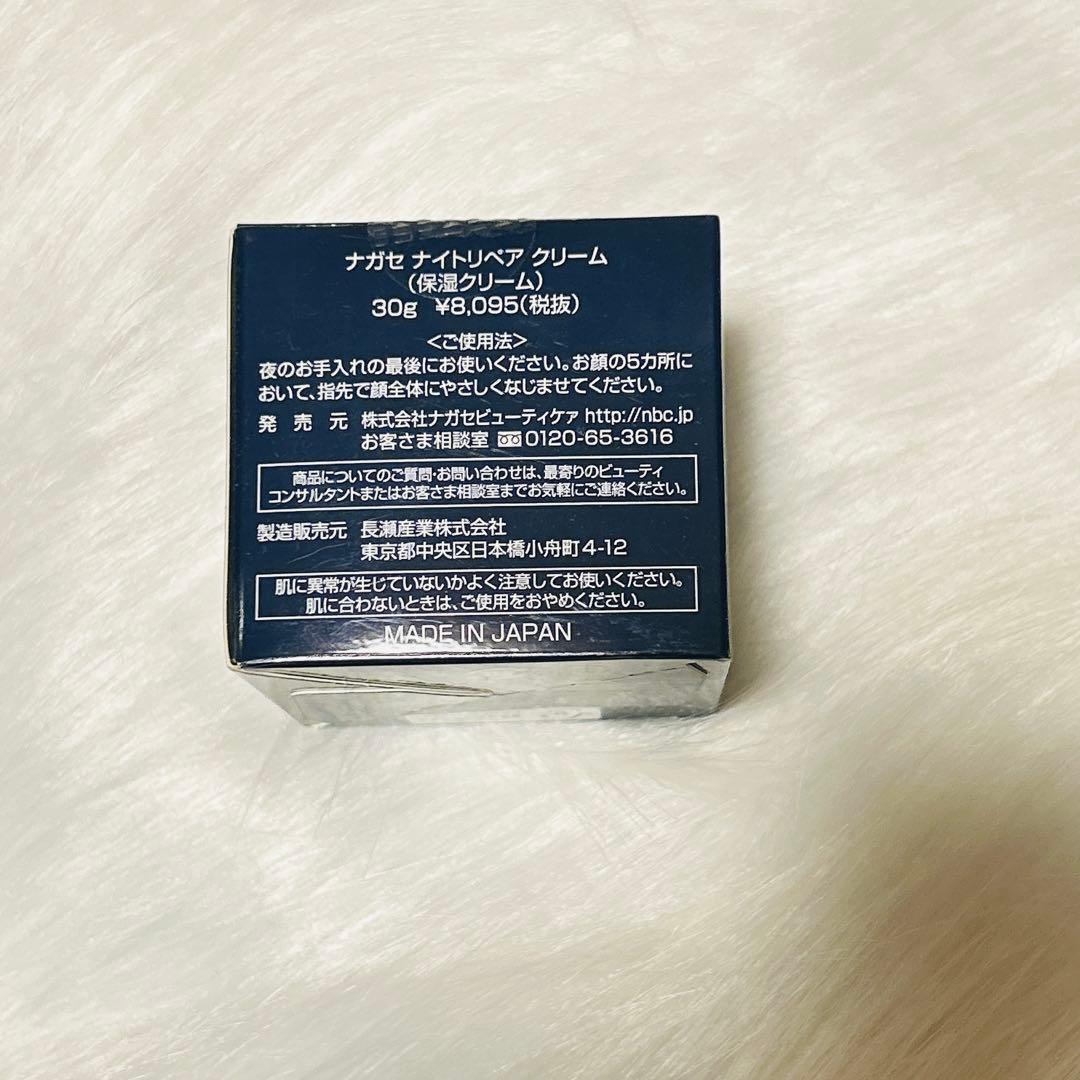 ナガセ ナイトリペア クリーム
(保湿クリーム)
30g ¥8,095(税抜)
<ご使用法>
夜のお手入れの最後にお使いください。お顔の5カ所に
おいて、指先で顔全体にやさしくなじませてください。
発売元 株式会社ナガセビューティケァ http://nbc.jp
お客さま相談室 0120-65-3616
商品についてのご質問・お問い合わせは、最寄りのビューティ
コンサルタントまたはお客さま相談室までお気軽にご連絡ください。
製造販売元 長瀬産業株式会社
東京都中央区日本橋小舟町4-12
肌に異常が生じていないかよく注意してお使いください。
肌に合わないときは、ご使用をおやめください。
MADE IN JAPAN